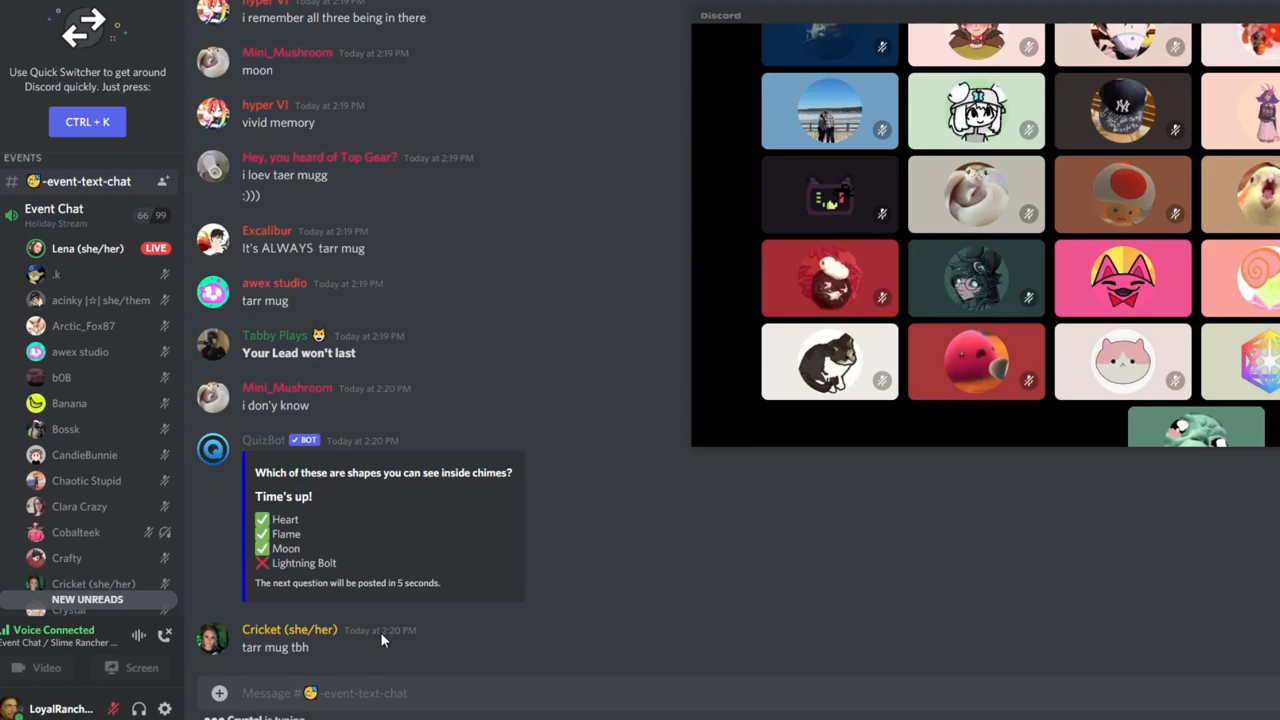 hyper VI Today at 2:19 PM
i remember all three being in there
Mini_Mushroom Today at 2:19 PM
moon
hyper VI Today at 2:19 PM
vivid memory
Hey, you heard of Top Gear? Today at 2:19 PM
i loev taer mugg
:)))
Excalibur Today at 2:19 PM
It's ALWAYS tarr mug
awex studio Today at 2:19 PM
tarr mug
Tabby Plays Today at 2:19 PM
Your Lead won't last
Mini_Mushroom Today at 2:20 PM
i don'y know
QuizBot BOT Today at 2:20 PM
Which of these are shapes you can see inside chimes?
Time's up!
Heart
Flame
Moon
Lightning Bolt
The next question will be posted in 5 seconds.
Cricket (she/her) Today at 2:20 PM
tarr mug tbh
Message #-event-text-chat
Crystal is typing
Use Quick Switcher to get around
Discord quickly. Just press:
CTRL + K
EVENTS
# -event-text-chat
Event Chat 66 99
Holiday Stream
Lena (she/her) LIVE
.k
acinky |☆| she/them
Arctic_Fox87
awex studio
b0B
Banana
Bossk
CandieBunnie
Chaotic Stupid
Clara Crazy
Cobalteek
Crafty
Cricket (she/her)
NEW UNREADS
Crystal
Voice Connected
Event Chat / Slime Rancher
Video Screen
LoyalRanch...
Discord